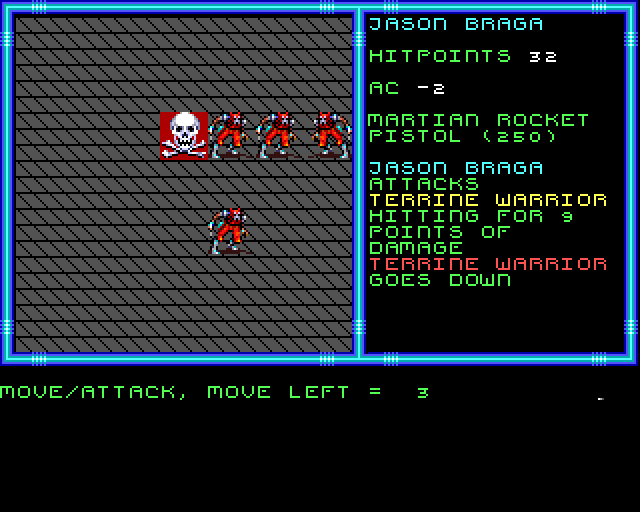 JASON BRAGA
HITPOINTS 32
AC -2
MARTIAN ROCKET
PISTOL (250)
JASON BRAGA
ATTACKS
TERRINE WARRIOR
HITTING FOR 9
POINTS OF
DAMAGE
TERRINE WARRIOR
GOES DOWN
MOVE/ATTACK, MOVE LEFT = 3